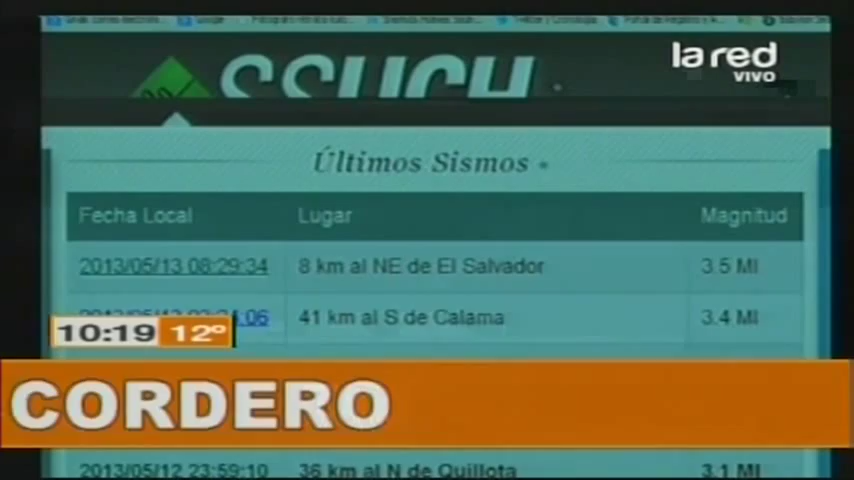 la red
VIVO
SSUCH
Últimos Sismos
Fecha Local Lugar Magnitud
2013/05/13 08:29:34 8 km al NE de El Salvador 3.5 Ml
:06 41 km al S de Calama 3.4 Ml
10:19 12°
CORDERO
2013/05/12 23:59:10 36 km al N de Quillota 3.1 Ml